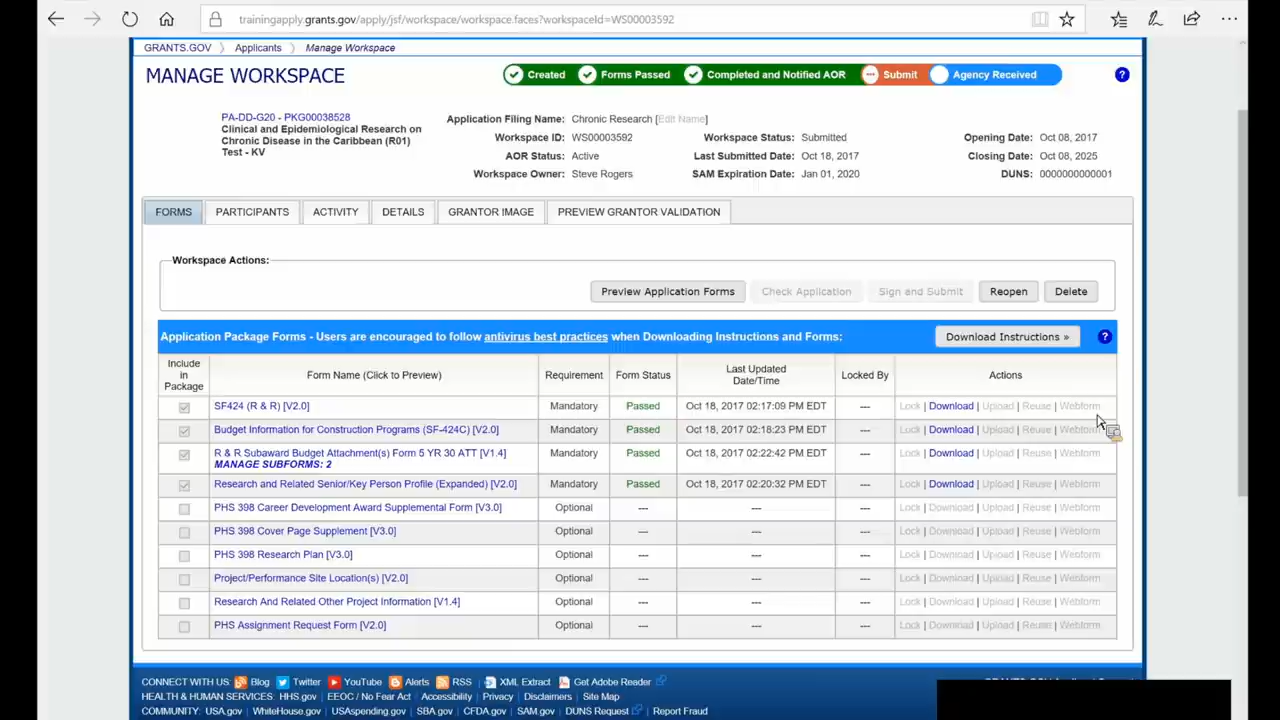 trainingapply.grants.gov/apply/jsf/workspace/workspace.faces?workspaceId=WS00003592
GRANTS.GOV > Applicants > Manage Workspace
MANAGE WORKSPACE
Created Forms Passed Completed and Notified AOR Submit Agency Received ?
PA-DD-G20 - PKG00038528
Clinical and Epidemiological Research on
Chronic Disease in the Caribbean (R01)
Test - KV
Application Filing Name: Chronic Research [Edit Name]
Workspace ID: WS00003592 Workspace Status: Submitted Opening Date: Oct 08, 2017
AOR Status: Active Last Submitted Date: Oct 18, 2017 Closing Date: Oct 08, 2025
Workspace Owner: Steve Rogers SAM Expiration Date: Jan 01, 2020 DUNS: 0000000000001
FORMS PARTICIPANTS ACTIVITY DETAILS GRANTOR IMAGE PREVIEW GRANTOR VALIDATION
Workspace Actions:
Preview Application Forms Check Application Sign and Submit Reopen Delete
Application Package Forms - Users are encouraged to follow antivirus best practices when Downloading Instructions and Forms: Download Instructions » ?
Include in Package Form Name (Click to Preview) Requirement Form Status Last Updated Date/Time Locked By Actions
SF424 (R & R) [V2.0] Mandatory Passed Oct 18, 2017 02:17:09 PM EDT --- Lock | Download | Upload | Reuse | Webform
Budget Information for Construction Programs (SF-424C) [V2.0] Mandatory Passed Oct 18, 2017 02:18:23 PM EDT --- Lock | Download | Upload | Reuse | Webform
R & R Subaward Budget Attachment(s) Form 5 YR 30 ATT [V1.4] Mandatory Passed Oct 18, 2017 02:22:42 PM EDT --- Lock | Download | Upload | Reuse | Webform
MANAGE SUBFORMS: 2
Research and Related Senior/Key Person Profile (Expanded) [V2.0] Mandatory Passed Oct 18, 2017 02:20:32 PM EDT --- Lock | Download | Upload | Reuse | Webform
PHS 398 Career Development Award Supplemental Form [V3.0] Optional --- --- --- Lock | Download | Upload | Reuse | Webform
PHS 398 Cover Page Supplement [V3.0] Optional --- --- --- Lock | Download | Upload | Reuse | Webform
PHS 398 Research Plan [V3.0] Optional --- --- --- Lock | Download | Upload | Reuse | Webform
Project/Performance Site Location(s) [V2.0] Optional --- --- --- Lock | Download | Upload | Reuse | Webform
Research And Related Other Project Information [V1.4] Optional --- --- --- Lock | Download | Upload | Reuse | Webform
PHS Assignment Request Form [V2.0] Optional --- --- --- Lock | Download | Upload | Reuse | Webform
CONNECT WITH US: Blog Twitter YouTube Alerts RSS XML Extract Get Adobe Reader
HEALTH & HUMAN SERVICES: HHS.gov | EEOC / No Fear Act | Accessibility | Privacy | Disclaimers | Site Map
COMMUNITY: USA.gov | WhiteHouse.gov | USAspending.gov | SBA.gov | CFDA.gov | SAM.gov | DUNS Request | Report Fraud